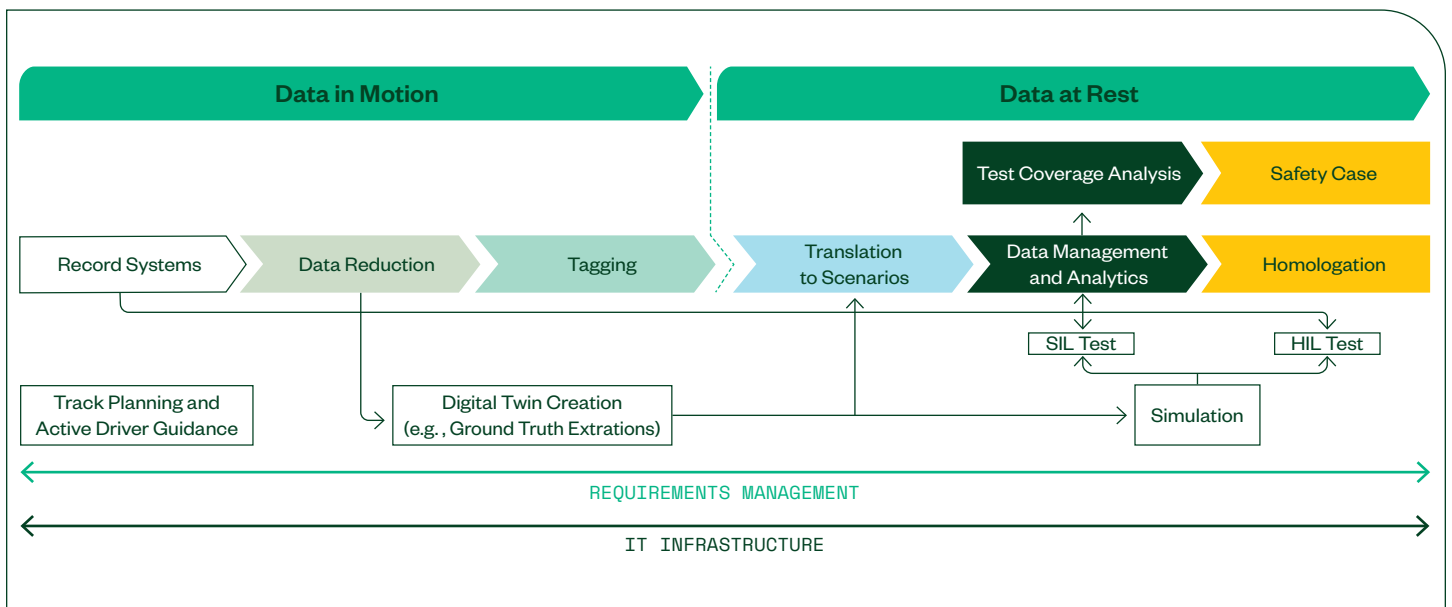 Data in Motion
Data at Rest
Test Coverage Analysis
Safety Case
Record Systems
Data Reduction
Tagging
Translation
to Scenarios
Data Management
and Analytics
Homologation
SIL Test
HIL Test
Track Planning and
Active Driver Guidance
Digital Twin Creation
(e.g., Ground Truth Extrations)
Simulation
REQUIREMENTS MANAGEMENT
IT INFRASTRUCTURE